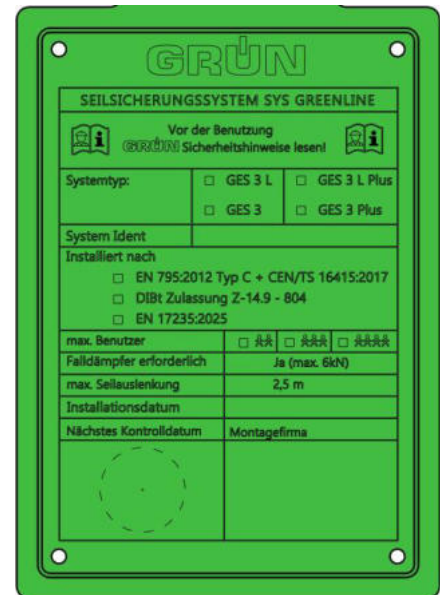 GRÜN
SEILSICHERUNGSSYSTEM SYS GREENLINE
Vor der Benutzung
GRÜN Sicherheitshinweise lesen!
Systemtyp: □ GES 3 L □ GES 3 L Plus
□ GES 3 □ GES 3 Plus
System Ident
Installiert nach
□ EN 795:2012 Typ C + CEN/TS 16415:2017
□ DIBt Zulassung Z-14.9 - 804
□ EN 17235:2025
max. Benutzer □ □ □
Falldämpfer erforderlich Ja (max. 6kN)
max. Seilauslenkung 2,5 m
Installationsdatum
Nächstes Kontrolldatum Montagefirma